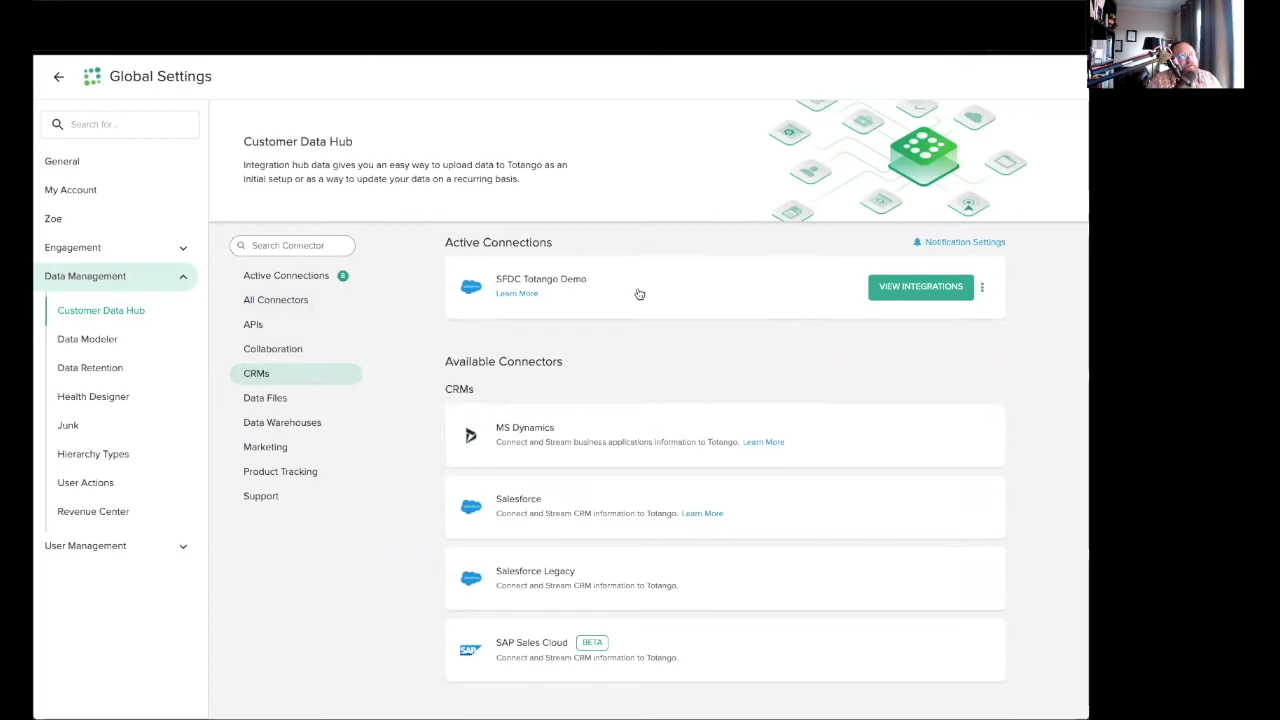 Global Settings
Search for...
General
My Account
Zoe
Engagement
Data Management
Customer Data Hub
Data Modeler
Data Retention
Health Designer
Junk
Hierarchy Types
User Actions
Revenue Center
User Management
Customer Data Hub
Integration hub data gives you an easy way to upload data to Totango as an
initial setup or as a way to update your data on a recurring basis.
Search Connector
Active Connections 8
All Connectors
APIs
Collaboration
CRMs
Data Files
Data Warehouses
Marketing
Product Tracking
Support
Active Connections
Notification Settings
SFDC Totango Demo
Learn More
VIEW INTEGRATIONS
Available Connectors
CRMs
MS Dynamics
Connect and Stream business applications information to Totango. Learn More
Salesforce
Connect and Stream CRM information to Totango. Learn More
Salesforce Legacy
Connect and Stream CRM information to Totango.
SAP
SAP Sales Cloud BETA
Connect and Stream CRM information to Totango.